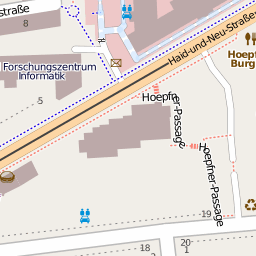 straße
8
Haid-und-Neu-Straße
Hoepf
Burg
Forschungszentrum
Informatik
5
Hoepfner-Passage
Hoepfner-Passage
19
20
18
1